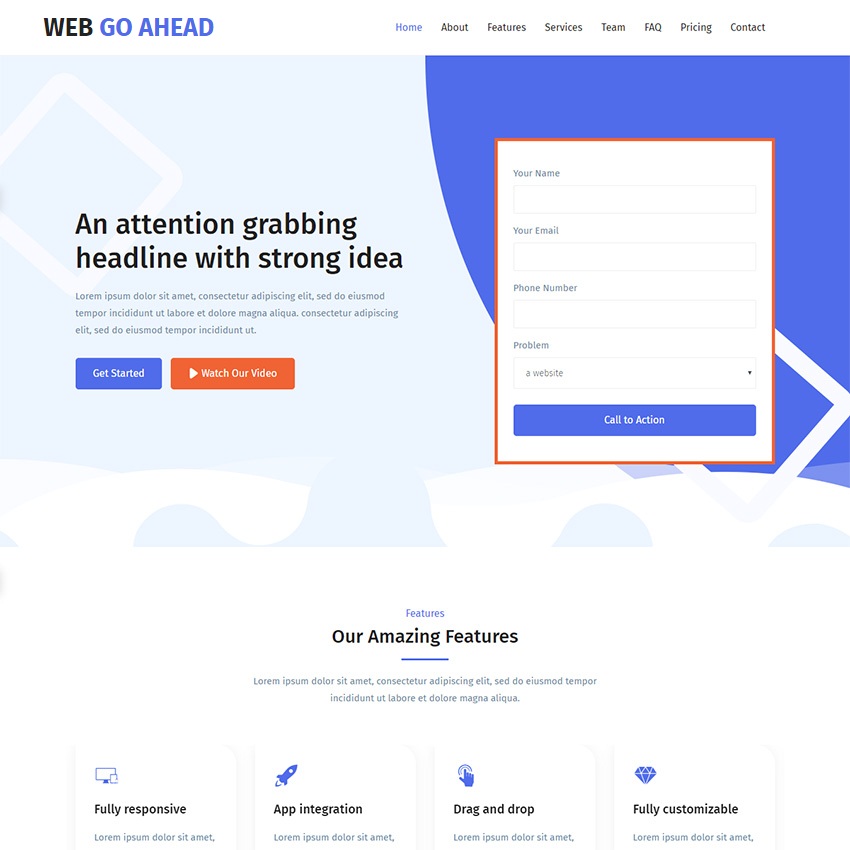 WEB GO AHEAD
Home About Features Services Team FAQ Pricing Contact
An attention grabbing
headline with strong idea
Lorem ipsum dolor sit amet, consectetur adipiscing elit, sed do eiusmod
tempor incididunt ut labore et dolore magna aliqua. consectetur adipiscing
elit, sed do eiusmod tempor incididunt ut.
Get Started
Watch Our Video
Your Name
Your Email
Phone Number
Problem
a website
Call to Action
Features
Our Amazing Features
Lorem ipsum dolor sit amet, consectetur adipiscing elit, sed do eiusmod tempor
incididunt ut labore et dolore magna aliqua.
Fully responsive
Lorem ipsum dolor sit amet,
App integration
Lorem ipsum dolor sit amet,
Drag and drop
Lorem ipsum dolor sit amet,
Fully customizable
Lorem ipsum dolor sit amet,